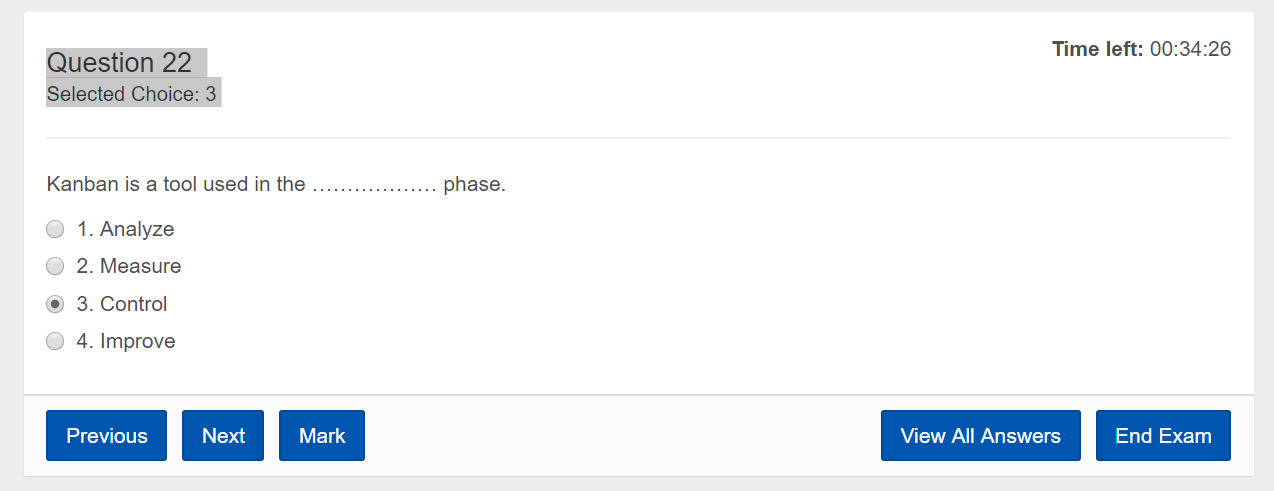 Question 22
Time left: 00:34:26
Selected Choice: 3
Kanban is a tool used in the .................. phase.
1. Analyze
2. Measure
3. Control
4. Improve
Previous Next Mark View All Answers End Exam